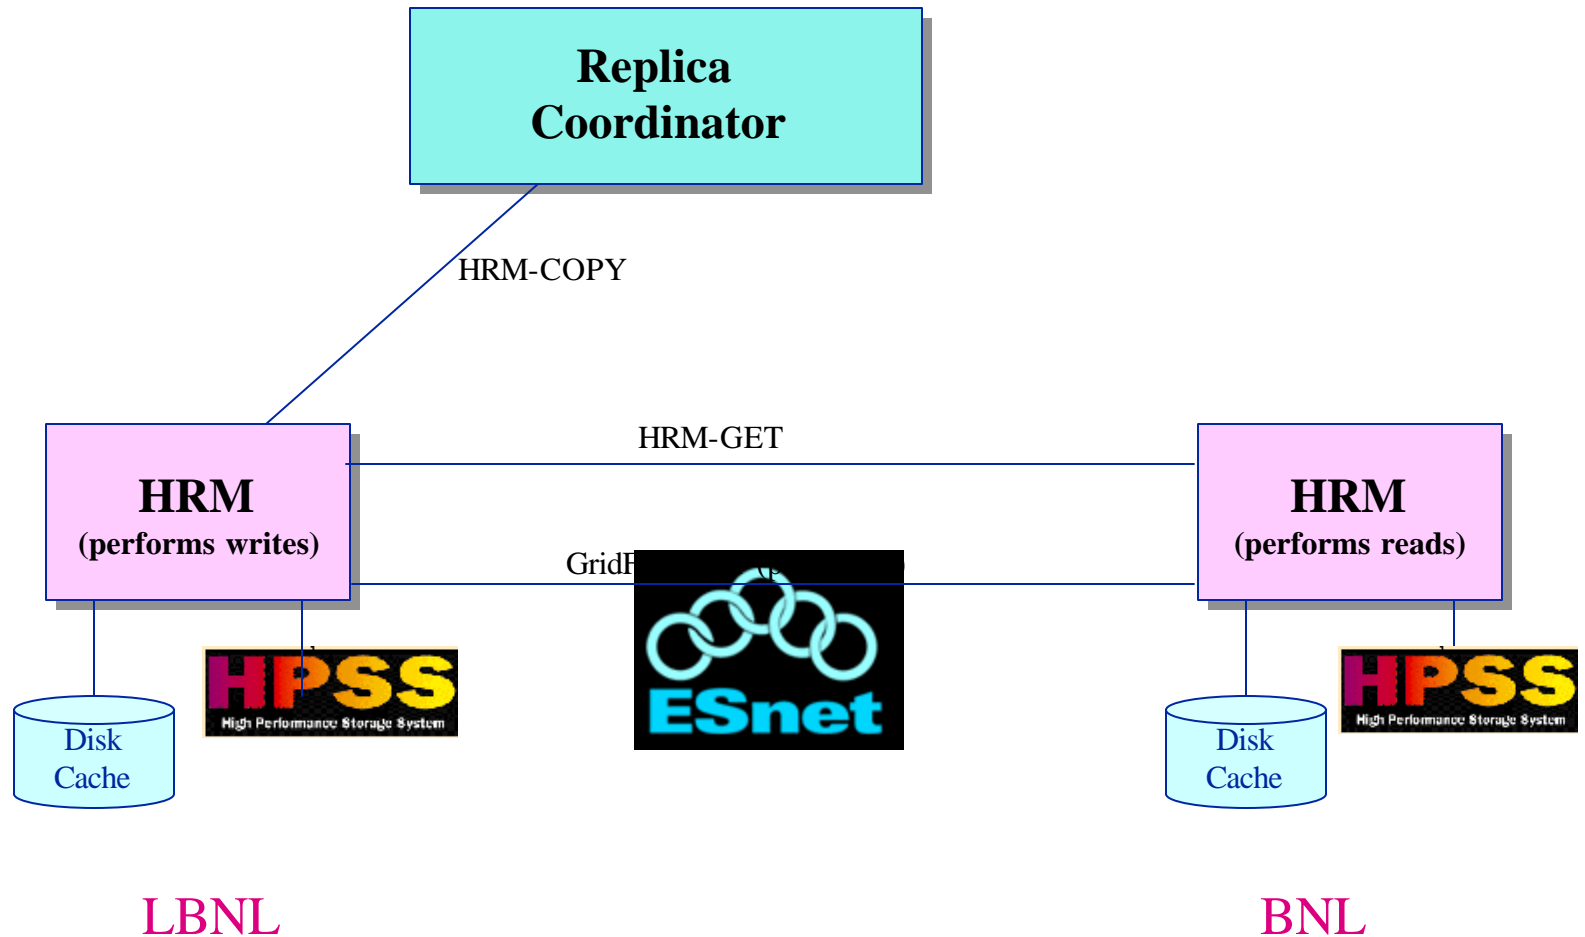 Replica
Coordinator
HRM-COPY
HRM-GET
HRM
(performs writes)
HRM
(performs reads)
ESnet
HPSS
High Performance Storage System
HPSS
High Performance Storage System
Disk
Cache
Disk
Cache
LBNL
BNL